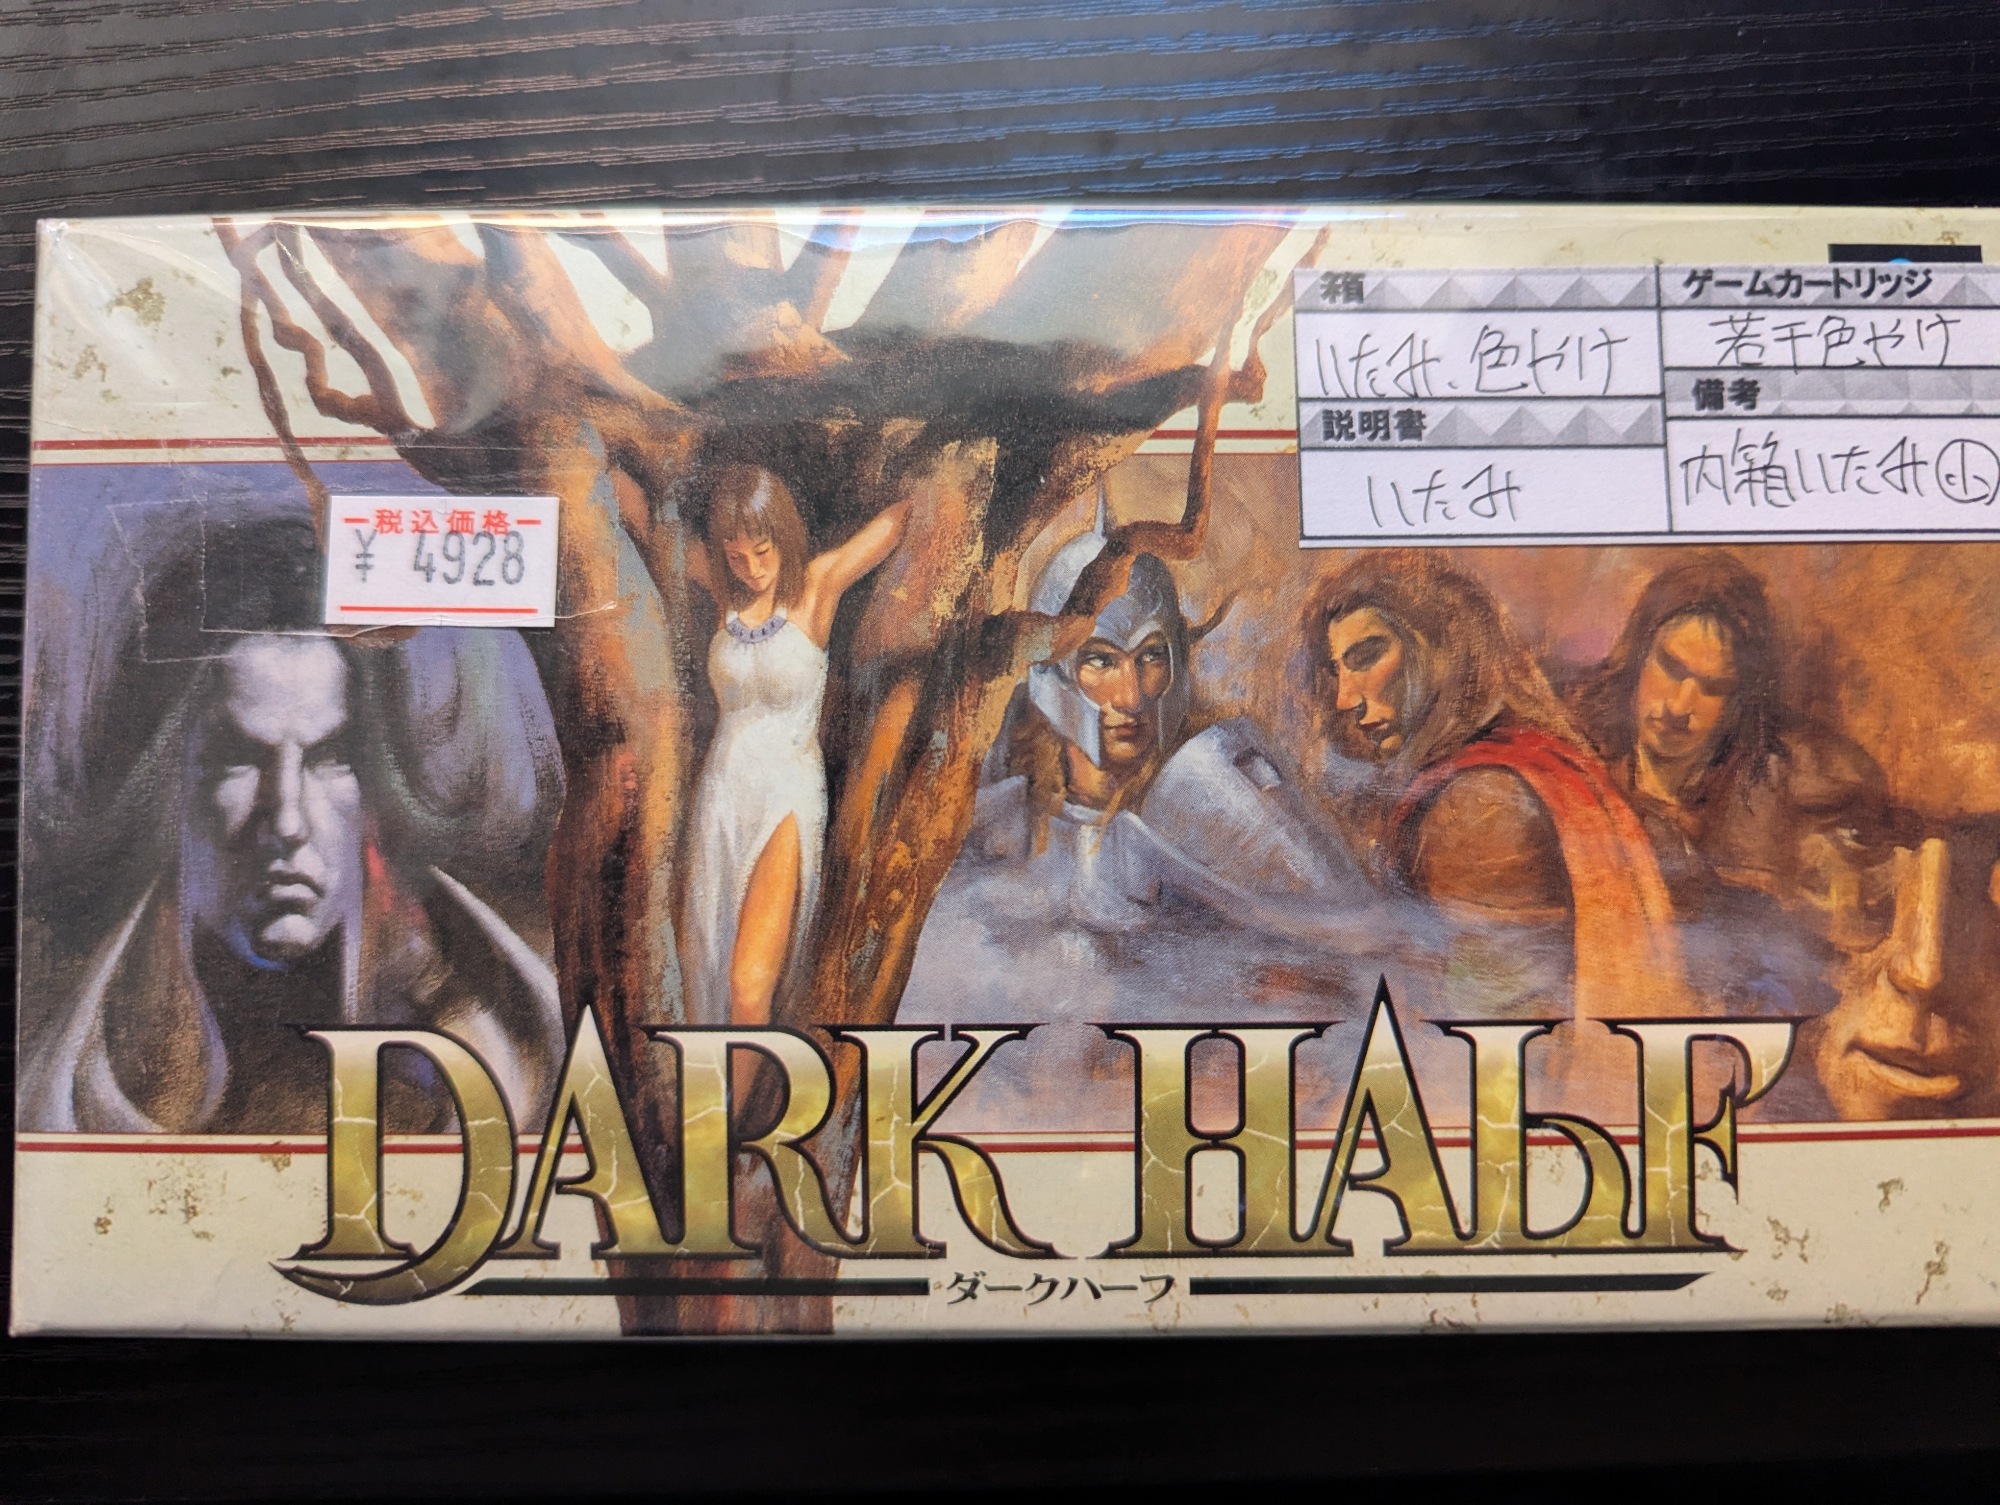 箱
いたみ、色やけ
説明書
いたみ
ゲームカートリッジ
若干色やけ
備考
内箱いたみ小
税込価格
¥ 4928
DARK HALF
ダークハーフ